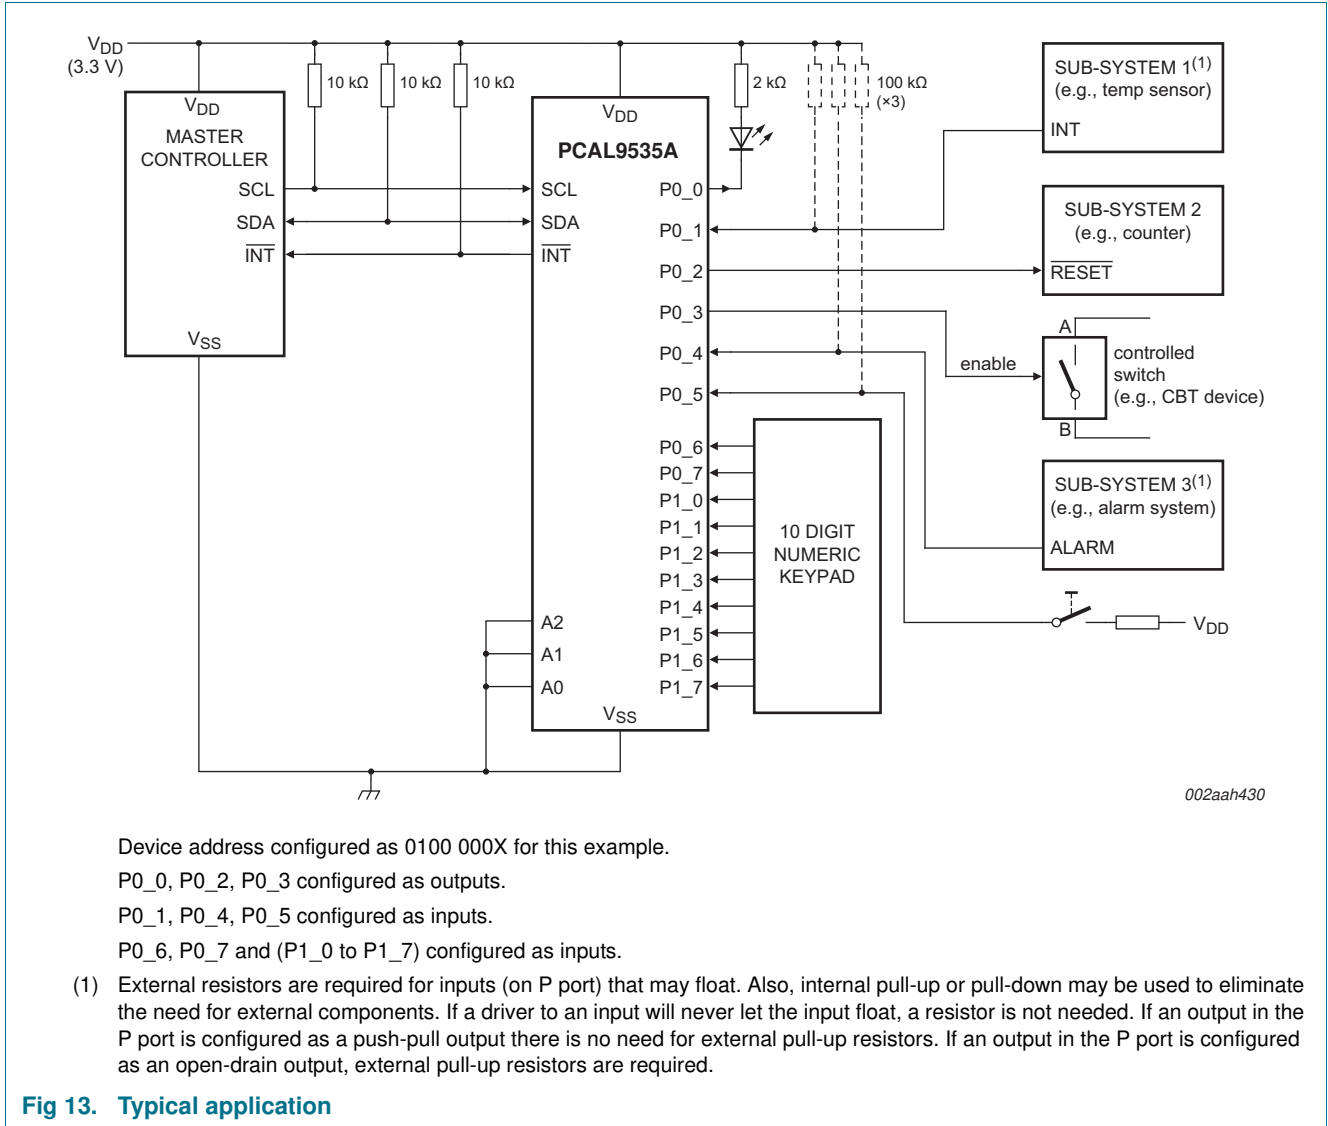 VDD
(3.3 V)
10 kΩ
10 kΩ
10 kΩ
2 kΩ
100 kΩ
(×3)
VDD
MASTER
CONTROLLER
SCL
SDA
INT
VSS
VDD
PCAL9535A
SCL
SDA
INT
A2
A1
A0
VSS
P0_0
P0_1
P0_2
P0_3
P0_4
P0_5
P0_6
P0_7
P1_0
P1_1
P1_2
P1_3
P1_4
P1_5
P1_6
P1_7
10 DIGIT
NUMERIC
KEYPAD
SUB-SYSTEM 1(1)
(e.g., temp sensor)
INT
SUB-SYSTEM 2
(e.g., counter)
RESET
enable
A
B
controlled
switch
(e.g., CBT device)
SUB-SYSTEM 3(1)
(e.g., alarm system)
ALARM
VDD
002aah430
Device address configured as 0100 000X for this example.
P0_0, P0_2, P0_3 configured as outputs.
P0_1, P0_4, P0_5 configured as inputs.
P0_6, P0_7 and (P1_0 to P1_7) configured as inputs.
(1) External resistors are required for inputs (on P port) that may float. Also, internal pull-up or pull-down may be used to eliminate
the need for external components. If a driver to an input will never let the input float, a resistor is not needed. If an output in the
P port is configured as a push-pull output there is no need for external pull-up resistors. If an output in the P port is configured
as an open-drain output, external pull-up resistors are required.
Fig 13. Typical application